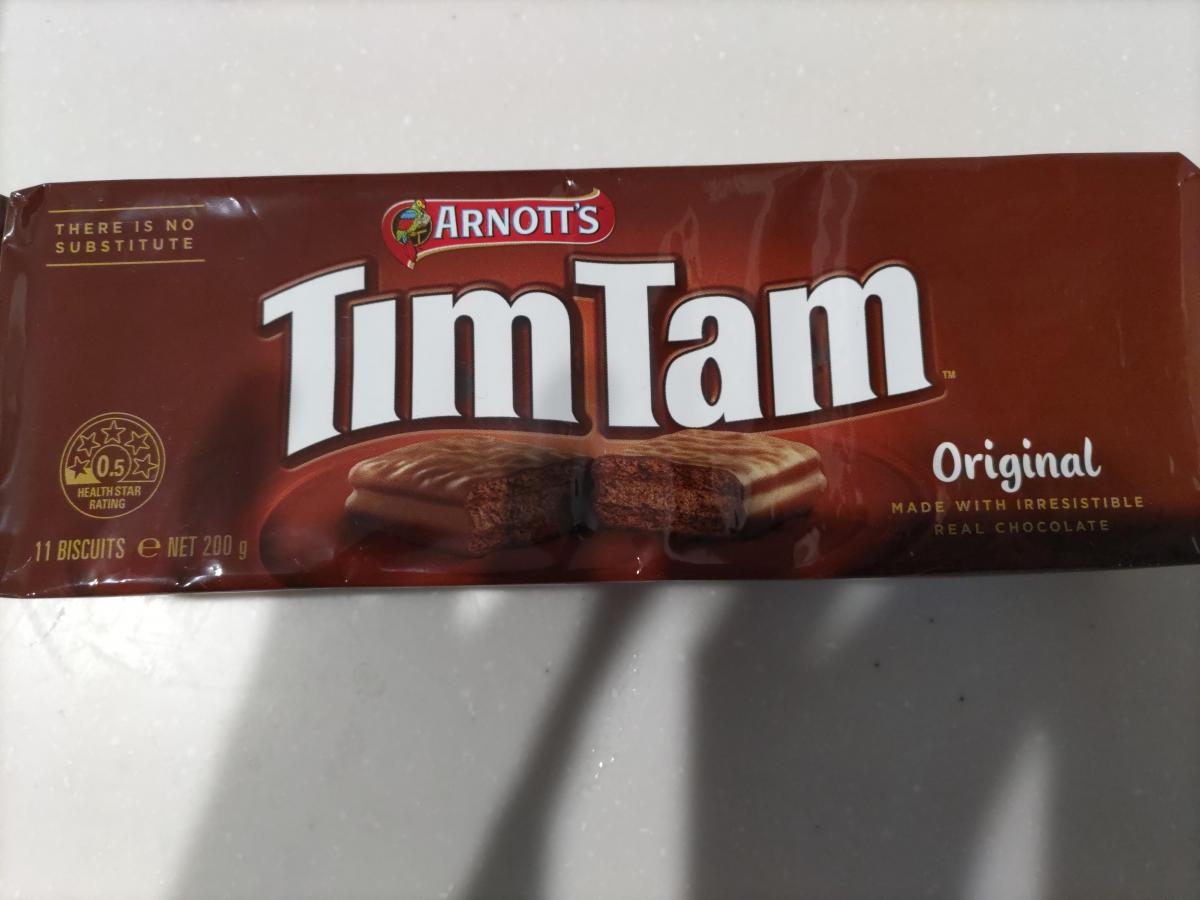 THERE IS NO
SUBSTITUTE
ARNOTT'S
TimTam
TM
0.5
HEALTH STAR
RATING
11 BISCUITS e NET 200 g
Original
MADE WITH IRRESISTIBLE
REAL CHOCOLATE